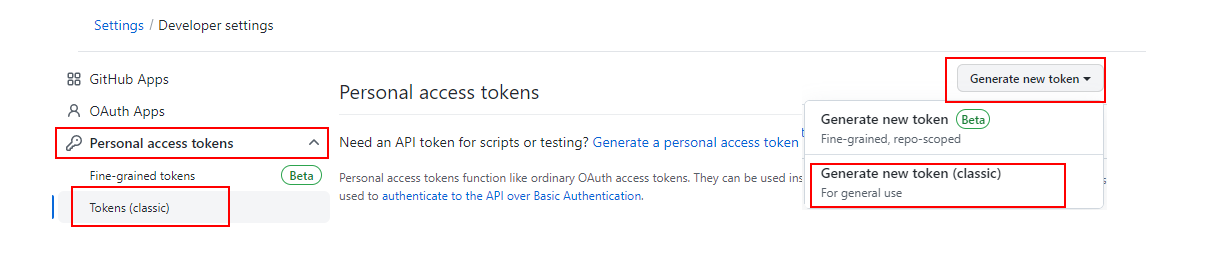 Settings / Developer settings
GitHub Apps
OAuth Apps
Personal access tokens
Fine-grained tokens Beta
Tokens (classic)
Personal access tokens
Generate new token
Need an API token for scripts or testing? Generate a personal access token
Personal access tokens function like ordinary OAuth access tokens. They can be used
used to authenticate to the API over Basic Authentication.
Generate new token Beta
Fine-grained, repo-scoped
Generate new token (classic)
For general use